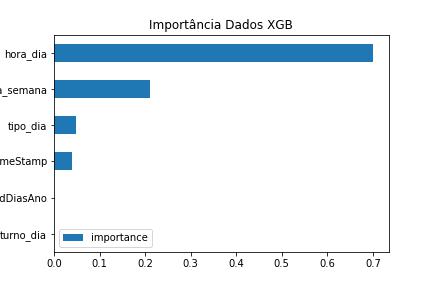 Importância Dados XGB
hora_dia
a_semana
tipo_dia
meStamp
dDiasAno
turno_dia
importance
0.0 0.1 0.2 0.3 0.4 0.5 0.6 0.7